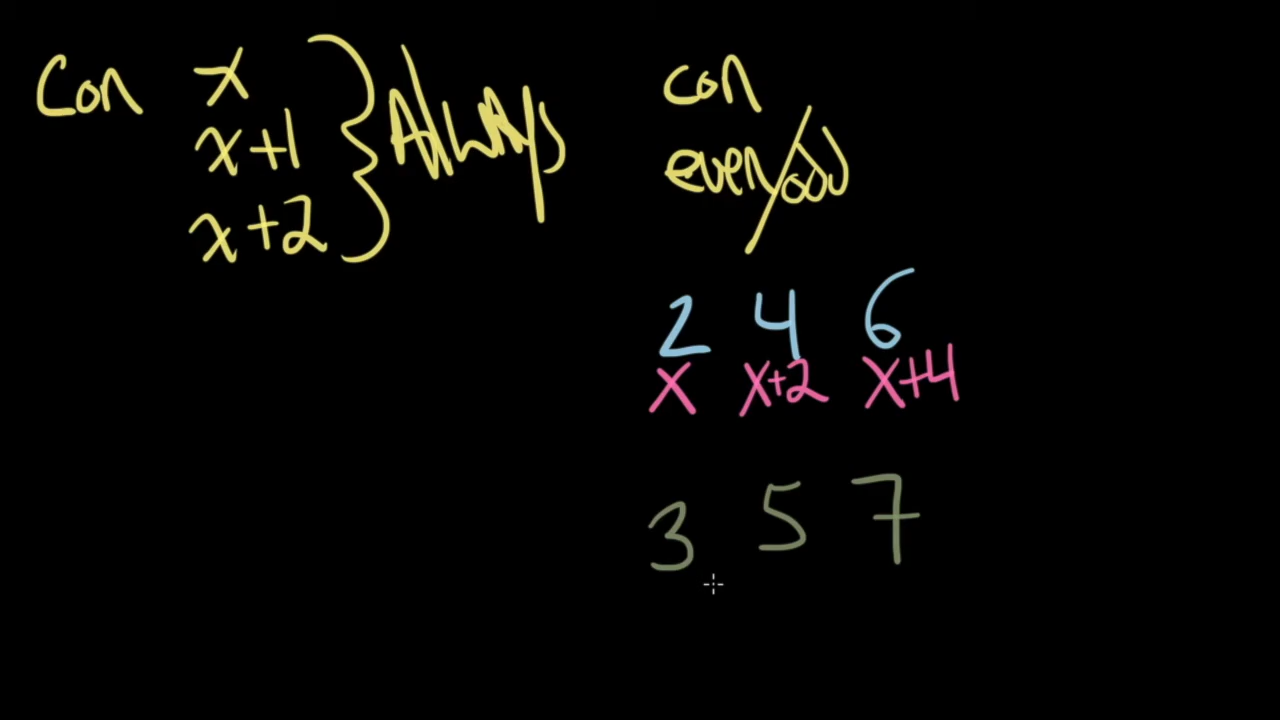 Con x
x+1
x+2
Always
con
even/odd
2 4 6
x x+2 x+4
3 5 7